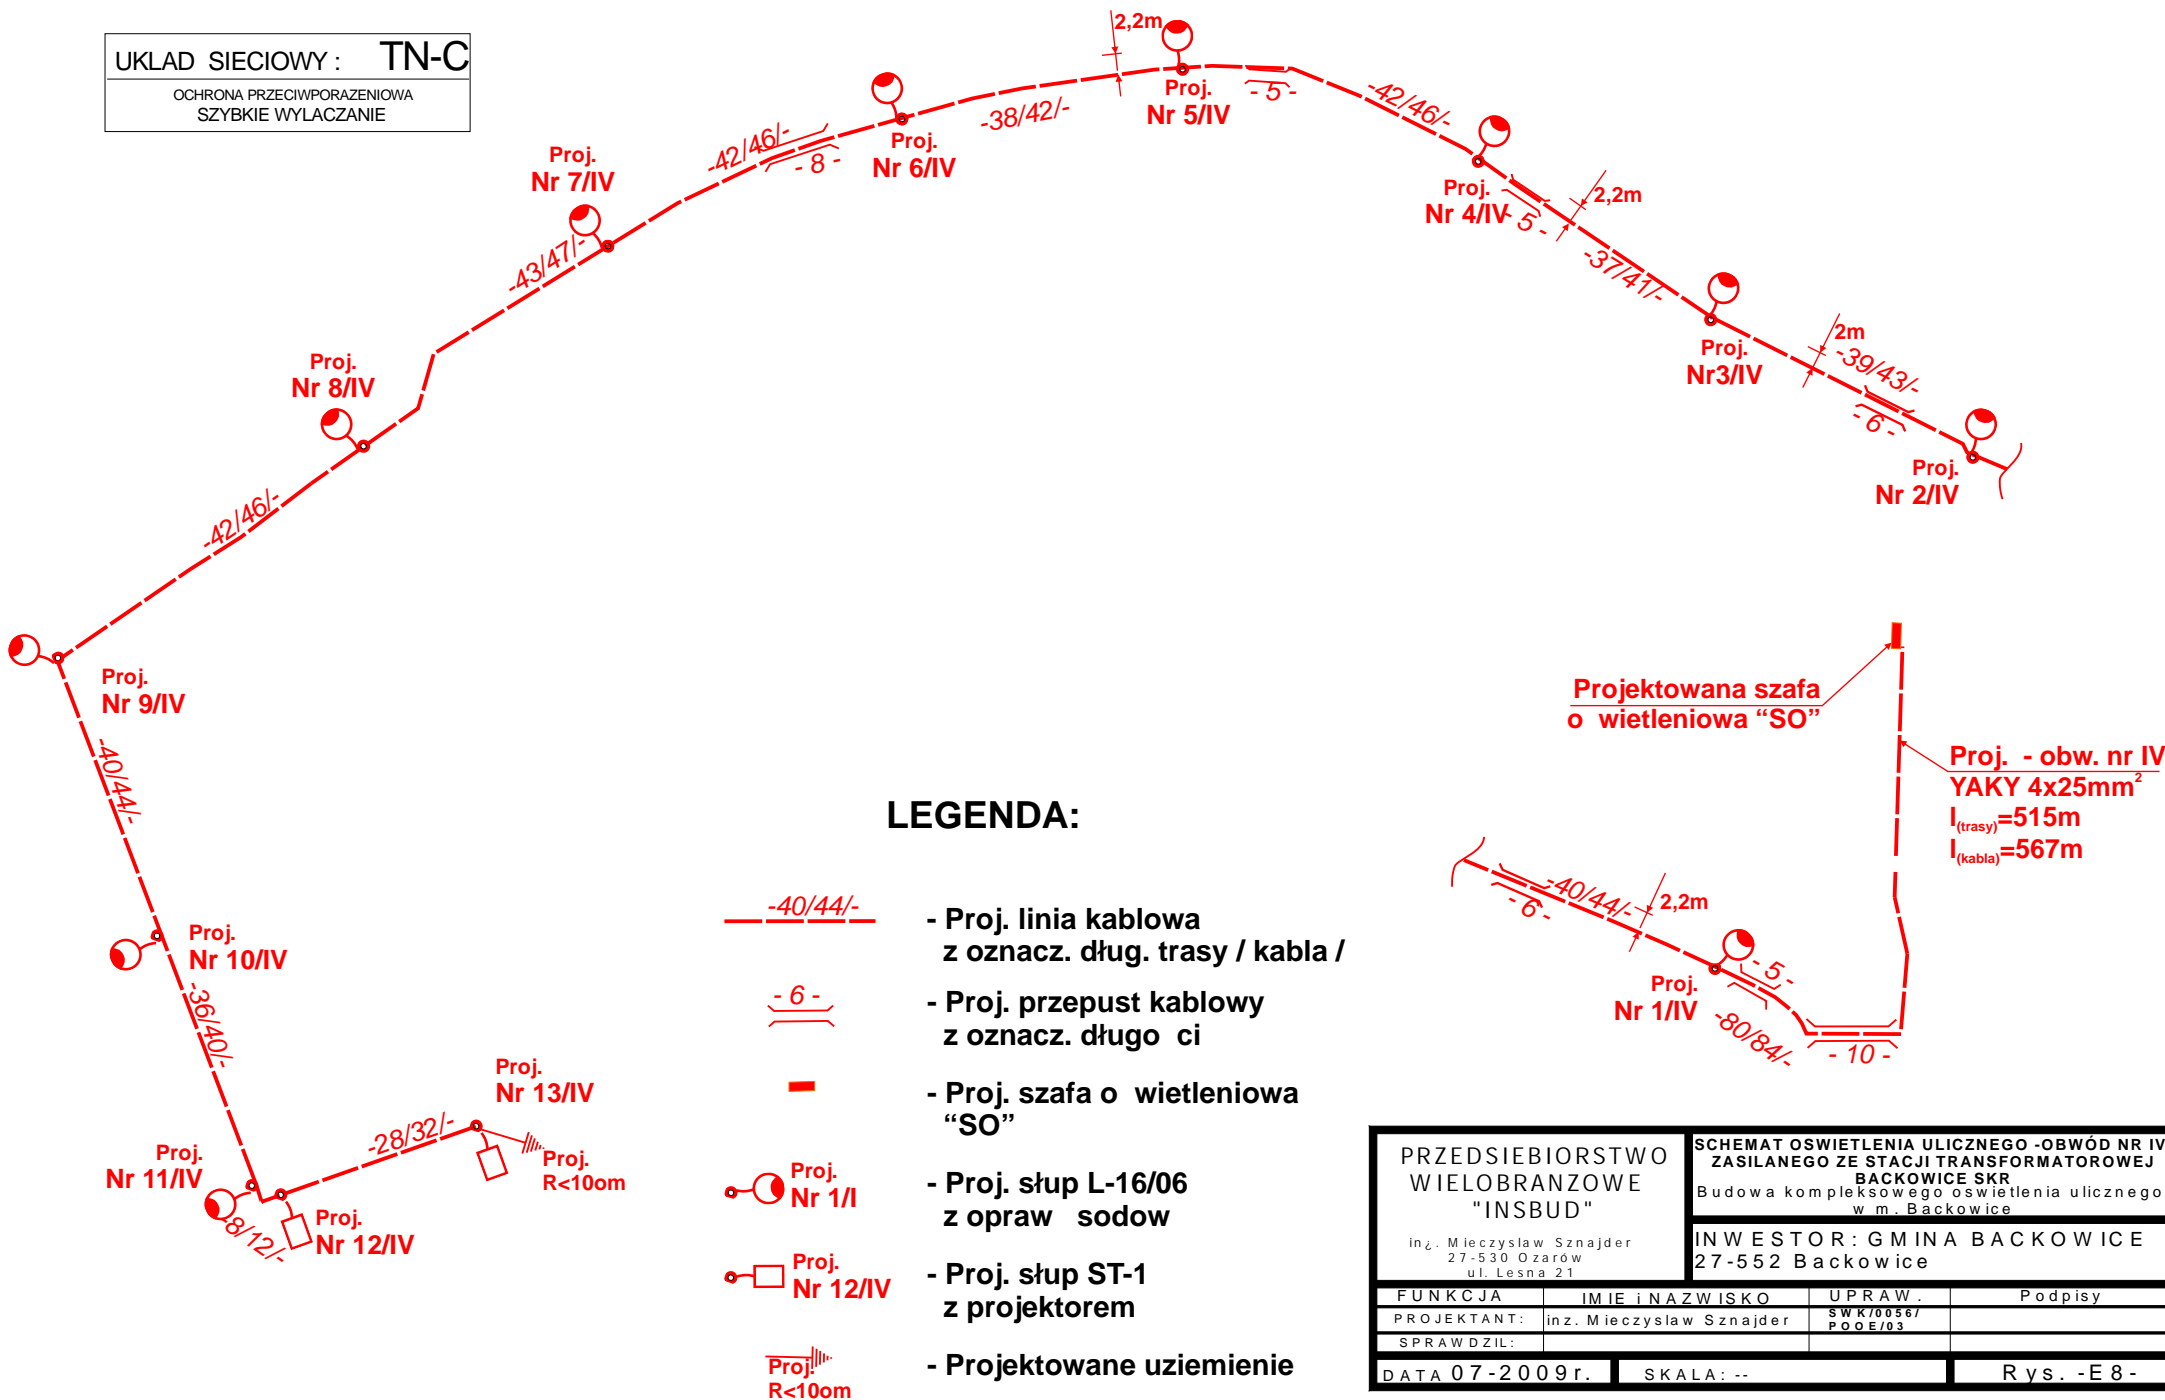 UKLAD SIECIOWY : TN-C
OCHRONA PRZECIWPORAZENIOWA
SZYBKIE WYLACZANIE
2,2m
Proj.
Nr 5/IV
- 5 -
-42/46/-
-38/42/-
Proj.
Nr 6/IV
-42/46/-
- 8 -
Proj.
Nr 7/IV
-43/47/-
Proj.
Nr 4/IV
- 5 -
2,2m
-37/41/-
Proj.
Nr3/IV
2m
-39/43/-
- 6 -
Proj.
Nr 2/IV
Proj.
Nr 8/IV
-42/46/-
Proj.
Nr 9/IV
-40/44/-
Proj.
Nr 10/IV
-36/40/-
Proj.
Nr 11/IV
-8/12/-
Proj.
Nr 12/IV
-28/32/-
Proj.
Nr 13/IV
Proj.
R<10om
Projektowana szafa
o wietleniowa “SO”
Proj. - obw. nr IV
YAKY 4x25mm²
l(trasy)=515m
l(kabla)=567m
- 6 -
-40/44/-
2,2m
Proj.
Nr 1/IV
- 5 -
-80/84/-
- 10 -
LEGENDA:
-40/44/-
- Proj. linia kablowa
z oznacz. dług. trasy / kabla /
- 6 -
- Proj. przepust kablowy
z oznacz. długo ci
- Proj. szafa o wietleniowa
“SO”
Proj.
Nr 1/I
- Proj. słup L-16/06
z opraw sodow
Proj.
Nr 12/IV
- Proj. słup ST-1
z projektorem
Proj.
R<10om
- Projektowane uziemienie
PRZEDSIEBIORSTWO
WIELOBRANZOWE
"INSBUD"
in¿. Mieczyslaw Sznajder
27-530 Ozarów
ul. Lesna 21
SCHEMAT OSWIETLENIA ULICZNEGO -OBWÓD NR IV
ZASILANEGO ZE STACJI TRANSFORMATOROWEJ
BACKOWICE SKR
Budowa kompleksowego oswietlenia ulicznego
w m. Backowice
INWESTOR: GMINA BACKOWICE
27-552 Backowice
FUNKCJA IMIE i NAZWISKO UPRAW. Podpisy
PROJEKTANT: inz. Mieczyslaw Sznajder SWK/0056/
POOE/03
SPRAWDZIL:
DATA 07-2009r. SKALA: -- Rys. -E8-